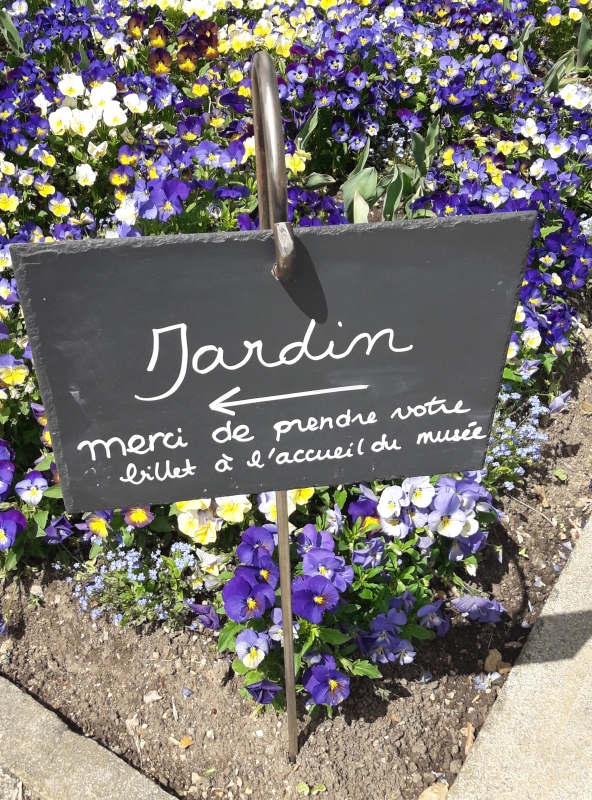 Jardin
merci de prendre votre
billet à l'accueil du musée